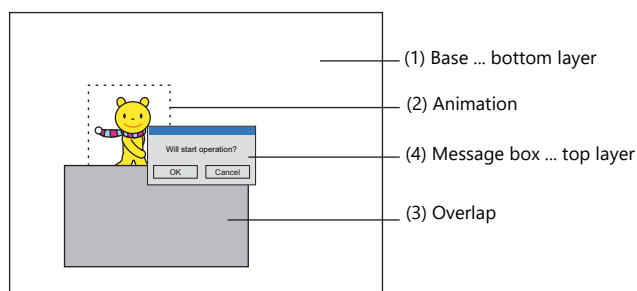 (1) Base ... bottom layer
(2) Animation
Will start operation?
OK Cancel
(4) Message box ... top layer
(3) Overlap